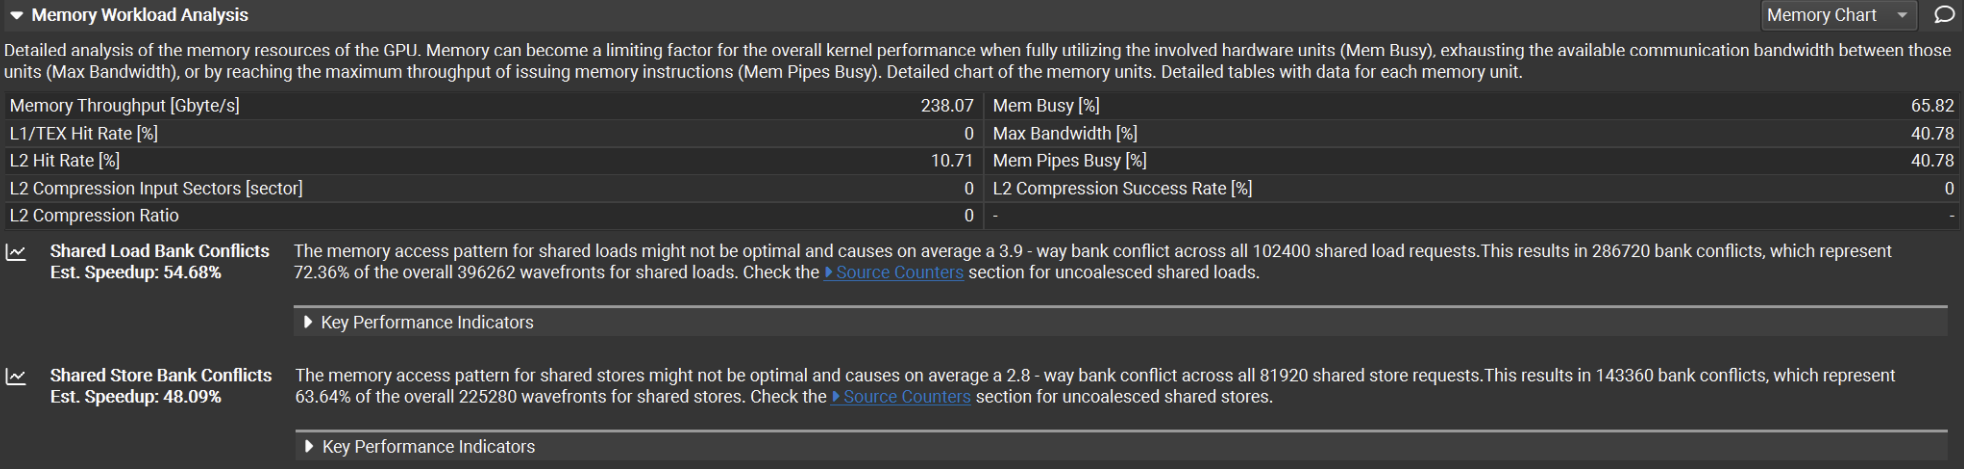 Memory Workload Analysis
Memory Chart
Detailed analysis of the memory resources of the GPU. Memory can become a limiting factor for the overall kernel performance when fully utilizing the involved hardware units (Mem Busy), exhausting the available communication bandwidth between those
units (Max Bandwidth), or by reaching the maximum throughput of issuing memory instructions (Mem Pipes Busy). Detailed chart of the memory units. Detailed tables with data for each memory unit.
Memory Throughput [Gbyte/s] 238.07 Mem Busy [%] 65.82
L1/TEX Hit Rate [%] 0 Max Bandwidth [%] 40.78
L2 Hit Rate [%] 10.71 Mem Pipes Busy [%] 40.78
L2 Compression Input Sectors [sector] 0 L2 Compression Success Rate [%] 0
L2 Compression Ratio 0 - -
Shared Load Bank Conflicts
Est. Speedup: 54.68%
The memory access pattern for shared loads might not be optimal and causes on average a 3.9 - way bank conflict across all 102400 shared load requests.This results in 286720 bank conflicts, which represent
72.36% of the overall 396262 wavefronts for shared loads. Check the Source Counters section for uncoalesced shared loads.
Key Performance Indicators
Shared Store Bank Conflicts
Est. Speedup: 48.09%
The memory access pattern for shared stores might not be optimal and causes on average a 2.8 - way bank conflict across all 81920 shared store requests.This results in 143360 bank conflicts, which represent
63.64% of the overall 225280 wavefronts for shared stores. Check the Source Counters section for uncoalesced shared stores.
Key Performance Indicators